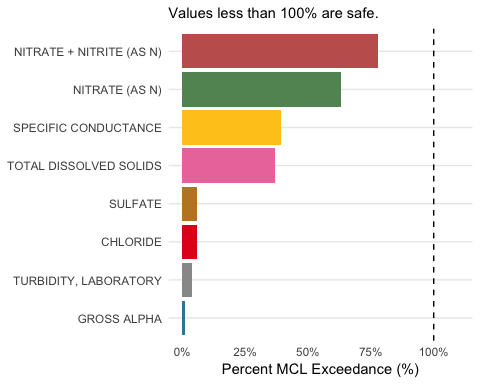 Values less than 100% are safe.
NITRATE + NITRITE (AS N)
NITRATE (AS N)
SPECIFIC CONDUCTANCE
TOTAL DISSOLVED SOLIDS
SULFATE
CHLORIDE
TURBIDITY, LABORATORY
GROSS ALPHA
0% 25% 50% 75% 100%
Percent MCL Exceedance (%)